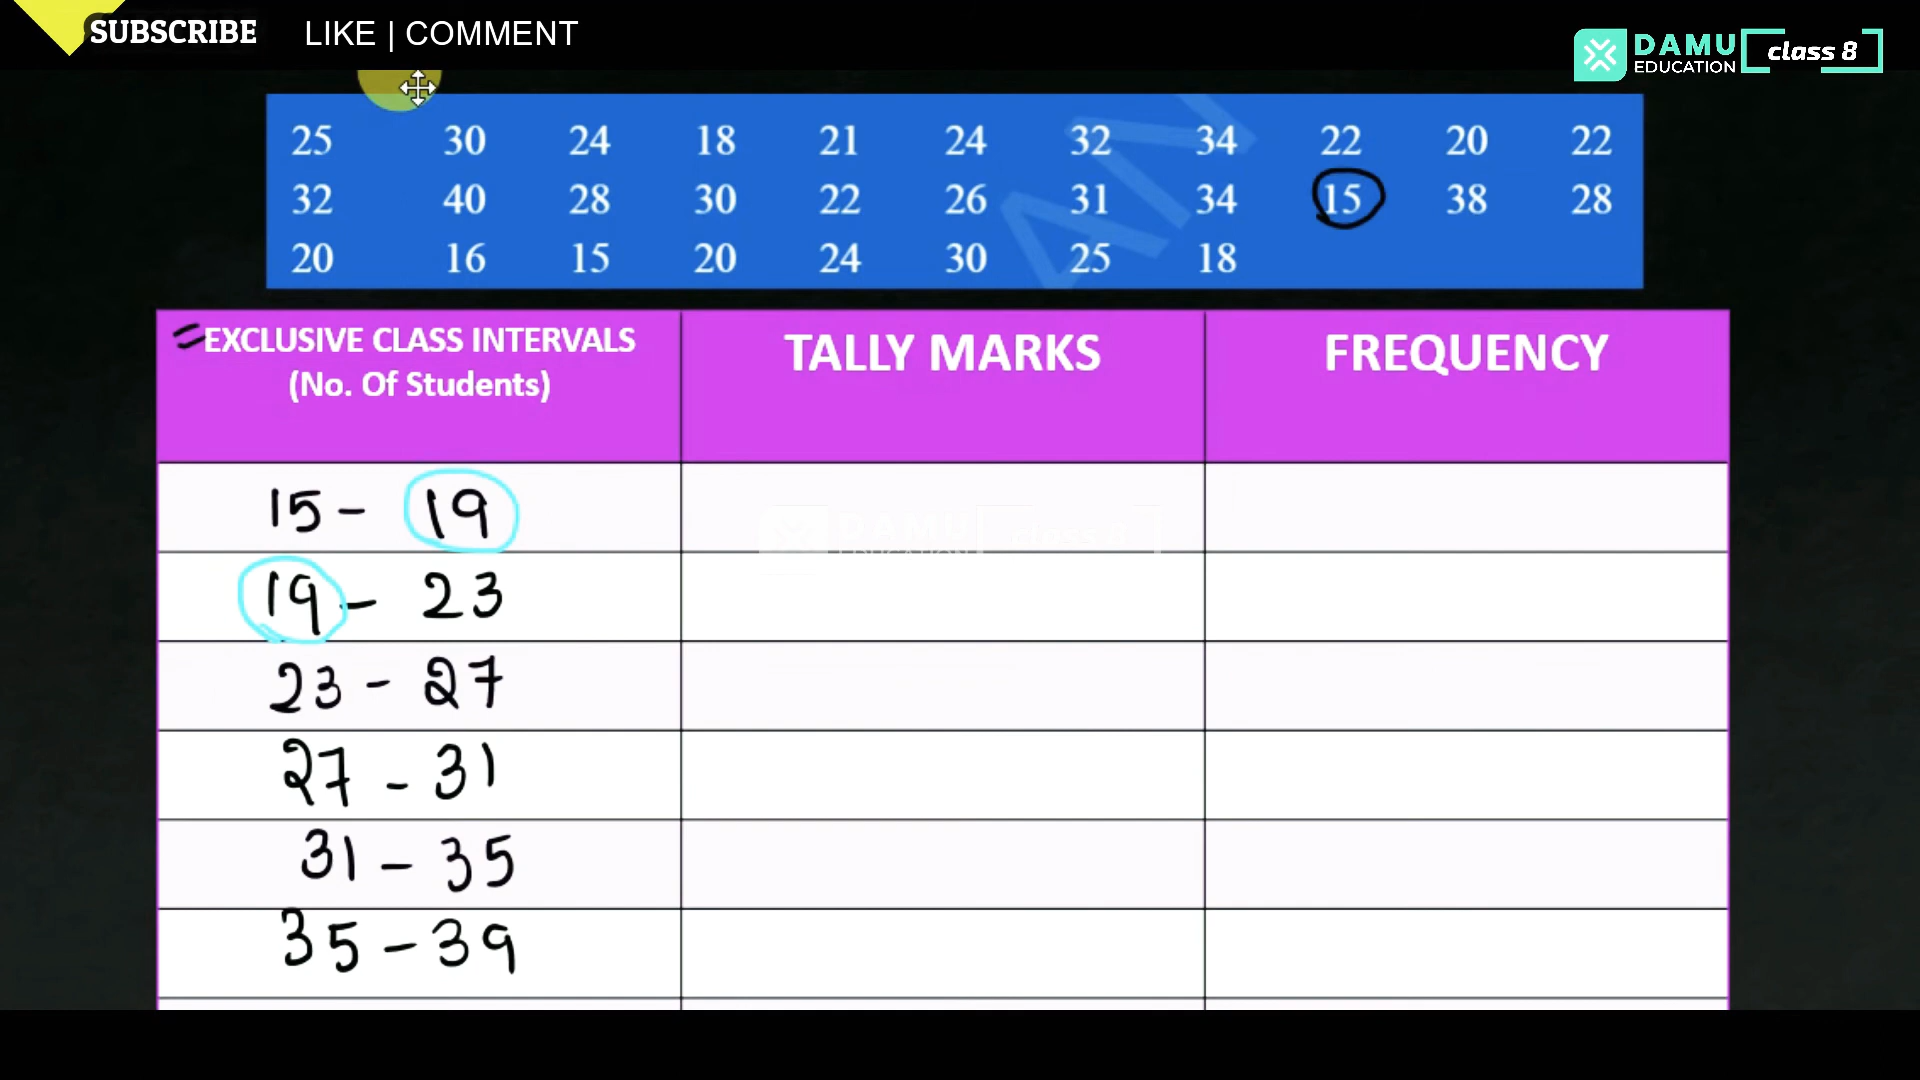 SUBSCRIBE LIKE | COMMENT
DAMU EDUCATION class 8
25 30 24 18 21 24 32 34 22 20 22
32 40 28 30 22 26 31 34 15 38 28
20 16 15 20 24 30 25 18
EXCLUSIVE CLASS INTERVALS (No. Of Students) TALLY MARKS FREQUENCY
15 - 19
19 - 23
23 - 27
27 - 31
31 - 35
35 - 39